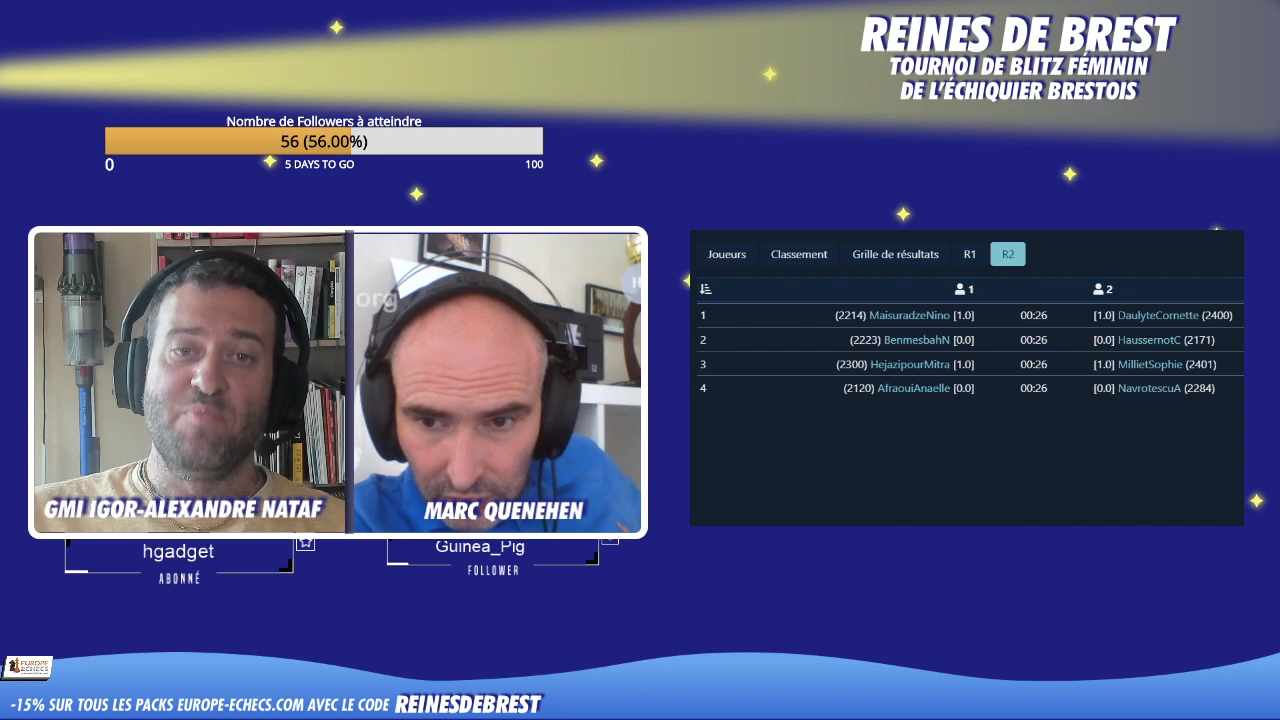 REINES DE BREST
TOURNOI DE BLITZ FÉMININ
DE L'ÉCHIQUIER BRESTOIS
Nombre de Followers à atteindre
56 (56.00%)
0
5 DAYS TO GO
100
Joueurs Classement Grille de résultats R1 R2
1 2
1 (2214) MaisuradzeNino [1.0] 00:26 [1.0] DaulyteCornette (2400)
2 (2223) BenmesbahN [0.0] 00:26 [0.0] HaussernotC (2171)
3 (2300) HejazipourMitra [1.0] 00:26 [1.0] MillietSophie (2401)
4 (2120) AfraouiAnaelle [0.0] 00:26 [0.0] NavrotescuA (2284)
org
H
GMI IGOR-ALEXANDRE NATAF
MARC QUENEHEN
hgadget
ABONNÉ
Guinea_Pig
FOLLOWER
EUROPE
ECHECS
-15% SUR TOUS LES PACKS EUROPE-ECHECS.COM AVEC LE CODE REINESDEBREST